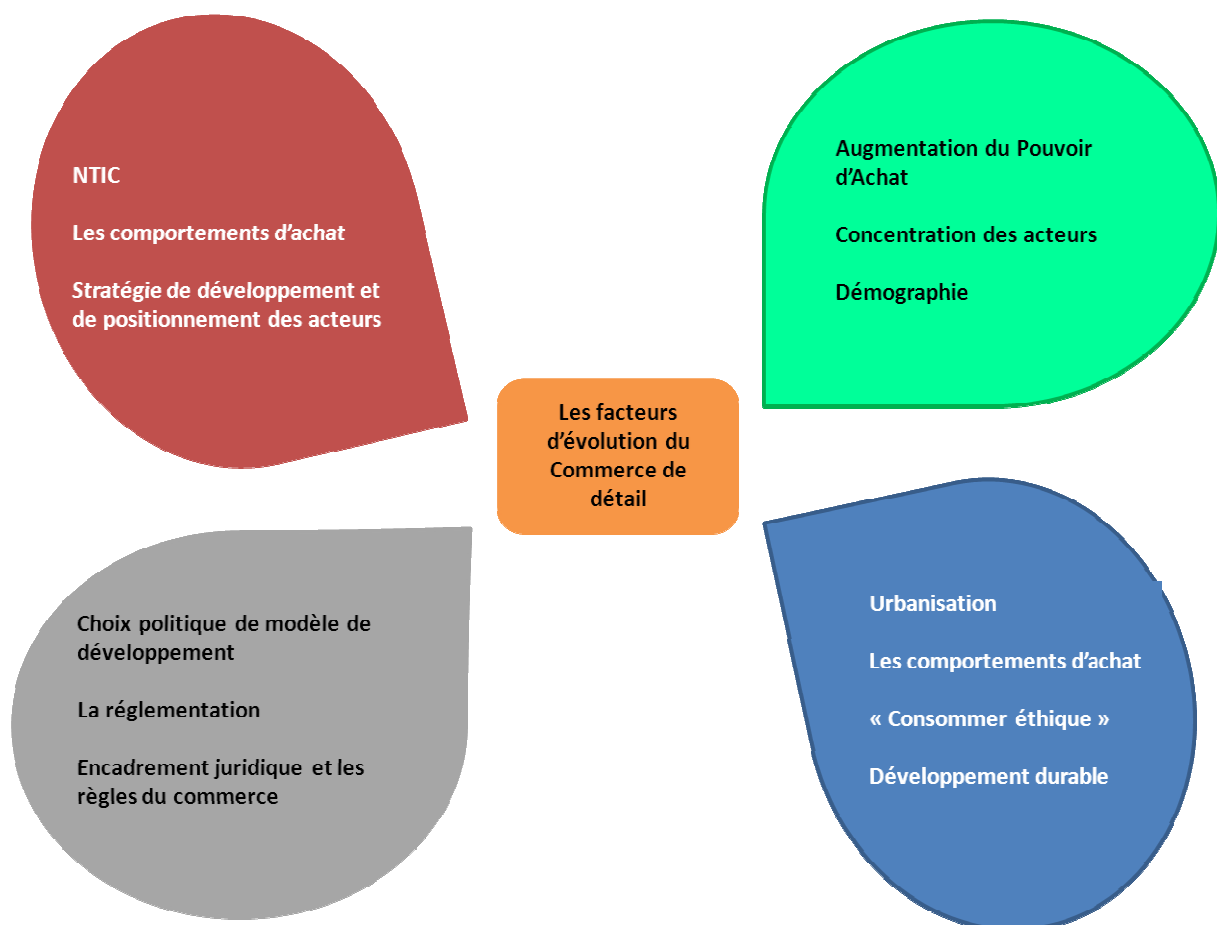 NTIC
Les comportements d'achat
Stratégie de développement et
de positionnement des acteurs
Augmentation du Pouvoir
d'Achat
Concentration des acteurs
Démographie
Les facteurs
d'évolution du
Commerce de
détail
Choix politique de modèle de
développement
La réglementation
Encadrement juridique et les
règles du commerce
Urbanisation
Les comportements d'achat
« Consommer éthique »
Développement durable